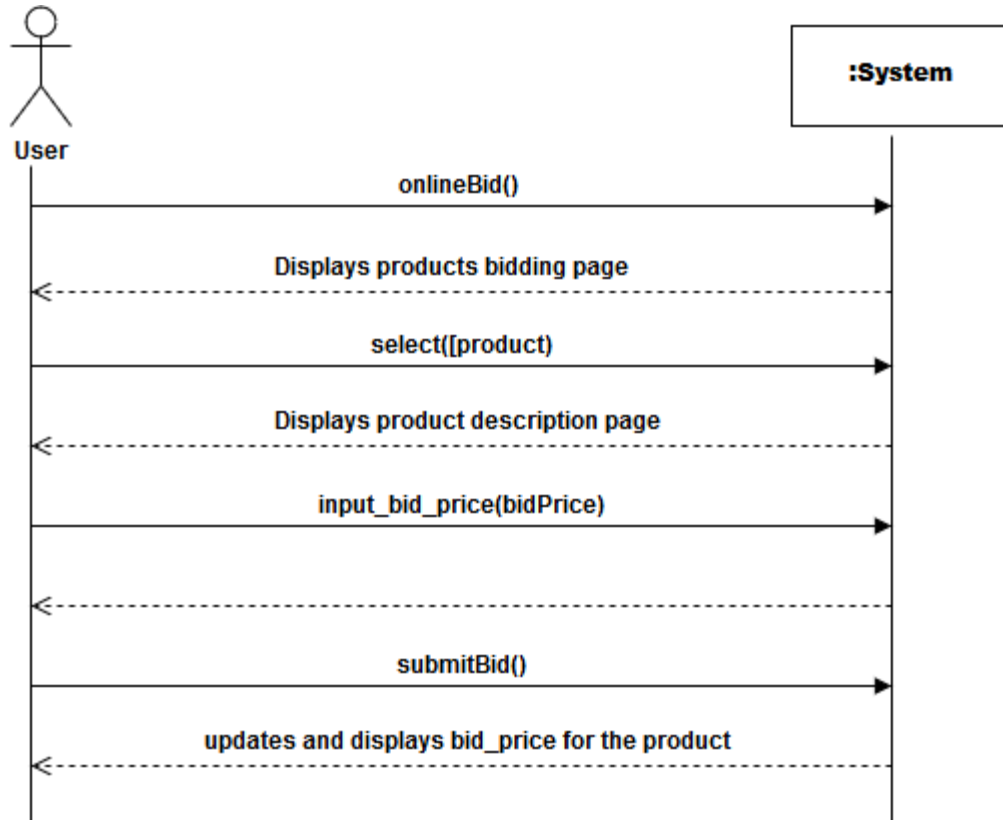 :System
User
onlineBid()
Displays products bidding page
select([product)
Displays product description page
input_bid_price(bidPrice)
submitBid()
updates and displays bid_price for the product